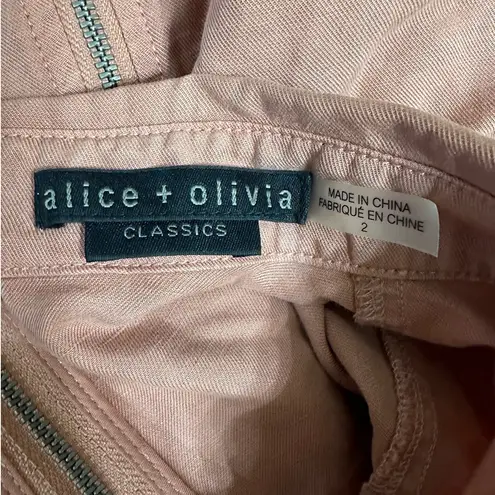 alice + olivia
CLASSICS
MADE IN CHINA
FABRIQUÉ EN CHINE
2